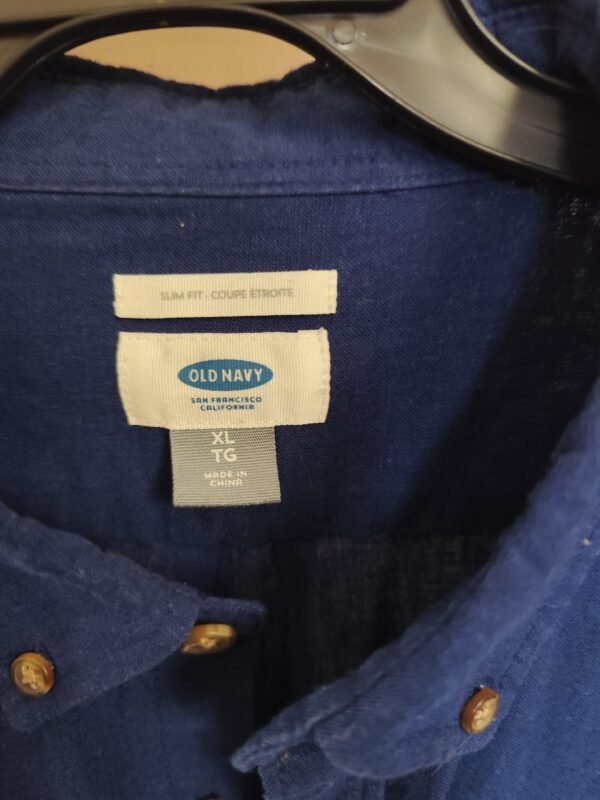 SLIM FIT · COUPE ÉTROITE
OLD NAVY
SAN FRANCISCO
CALIFORNIA
XL
TG
MADE IN
CHINA